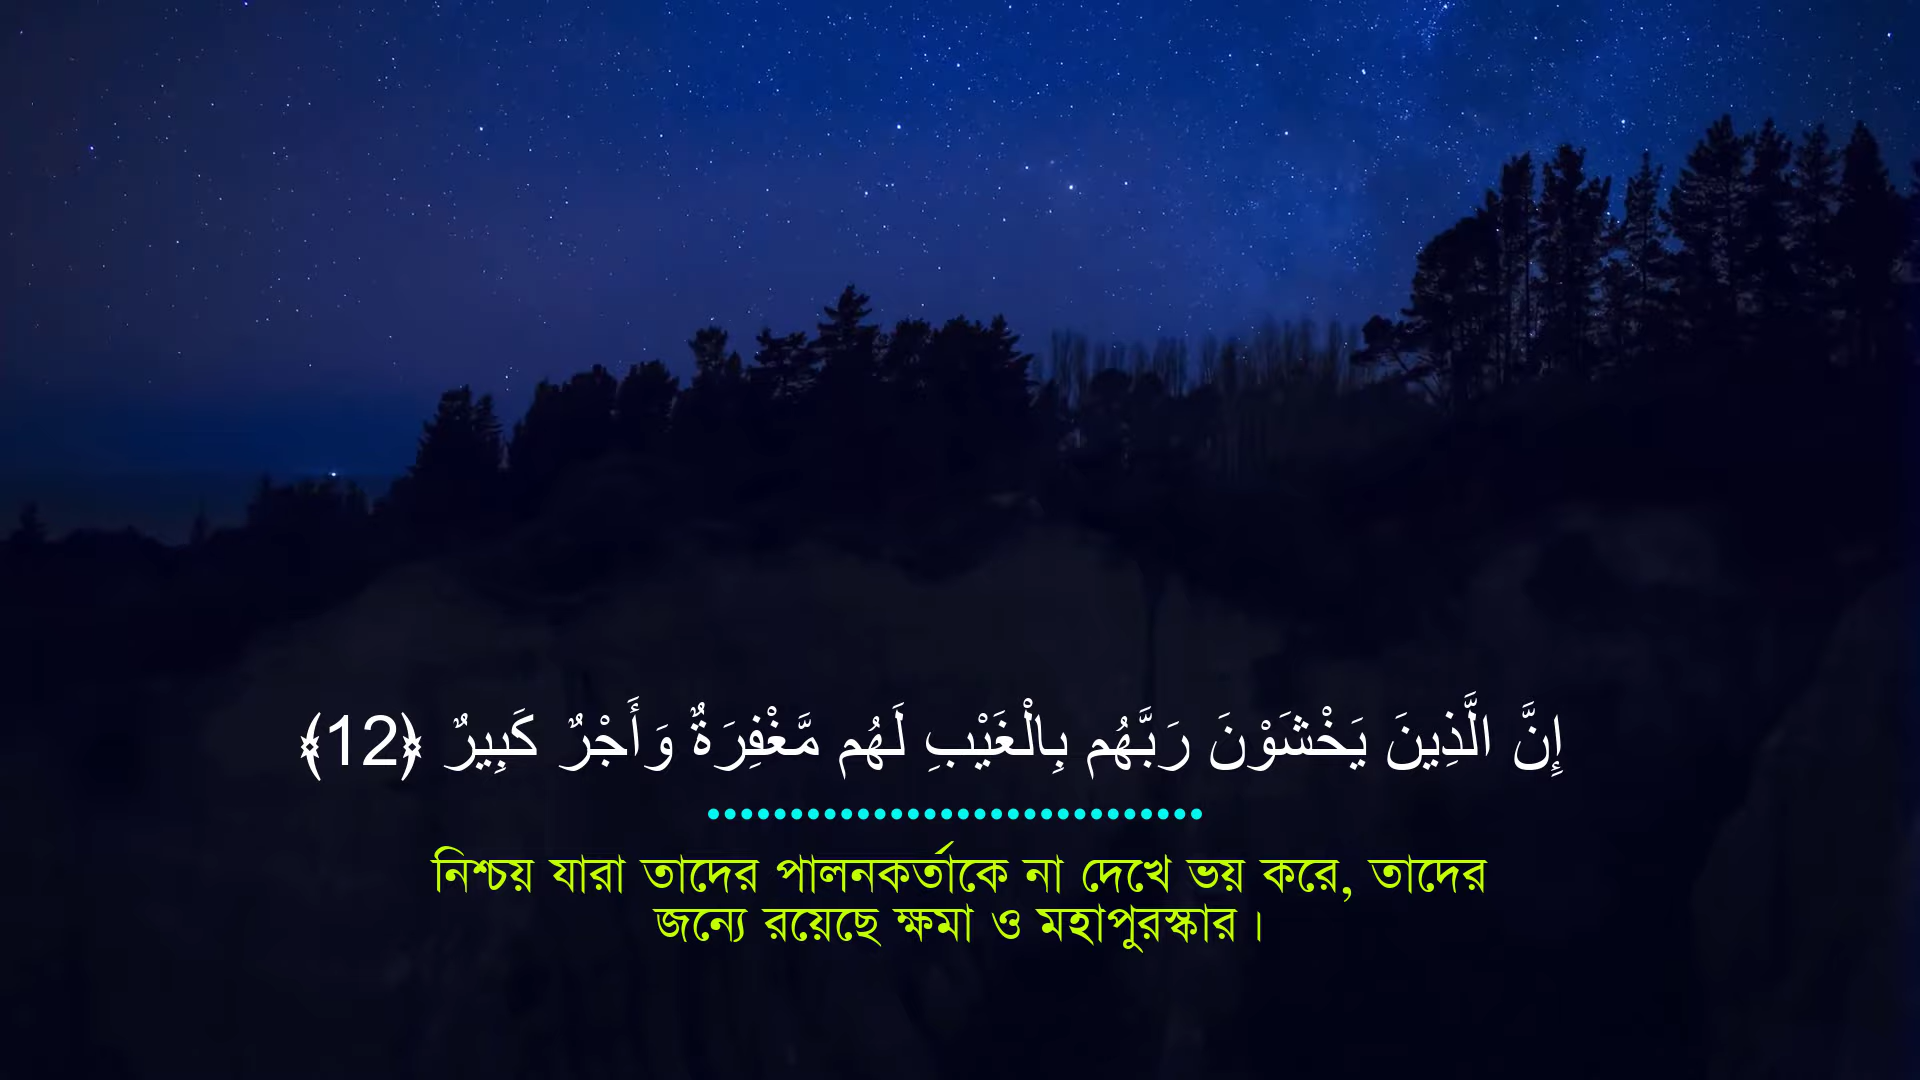 إِنَّ الَّذِينَ يَخْشَوْنَ رَبَّهُم بِالْغَيْبِ لَهُم مَّغْفِرَةٌ وَأَجْرٌ كَبِيرٌ ﴿12﴾
নিশ্চয় যারা তাদের পালনকর্তাকে না দেখে ভয় করে, তাদের
জন্যে রয়েছে ক্ষমা ও মহাপুরস্কার।